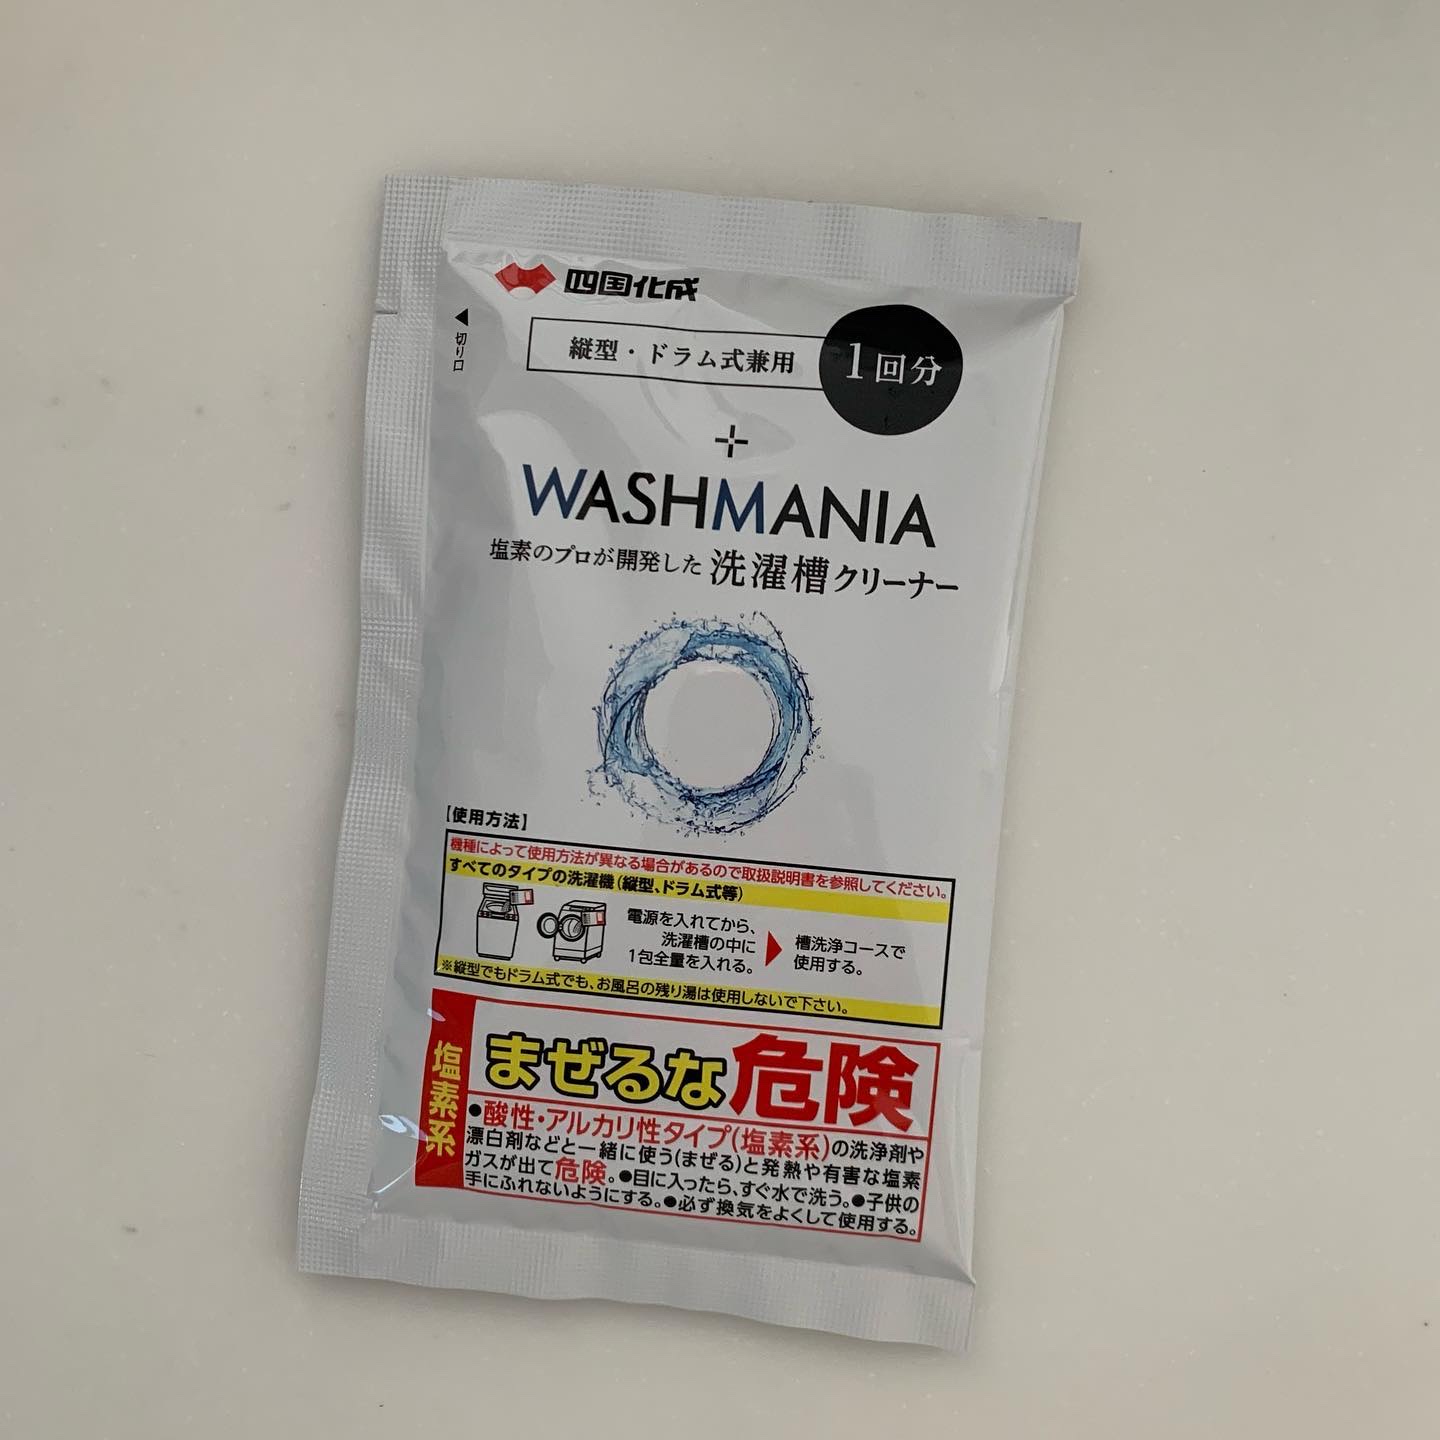 四国化成
切り口
縦型・ドラム式兼用
1回分
WASHMANIA
塩素のプロが開発した 洗濯槽クリーナー
【使用方法】
機種によって使用方法が異なる場合があるので取扱説明書を参照してください。
すべてのタイプの洗濯機(縦型、ドラム式等)
電源を入れてから、
洗濯槽の中に
1包全量を入れる。
槽洗浄コースで
使用する。
※縦型でもドラム式でも、お風呂の残り湯は使用しないで下さい。
塩素系
まぜるな危険
●酸性・アルカリ性タイプ(塩素系)の洗浄剤や
漂白剤などと一緒に使う(まぜる)と発熱や有害な塩素
ガスが出て危険。●目に入ったら、すぐ水で洗う。●子供の
手にふれないようにする。●必ず換気をよくして使用する。